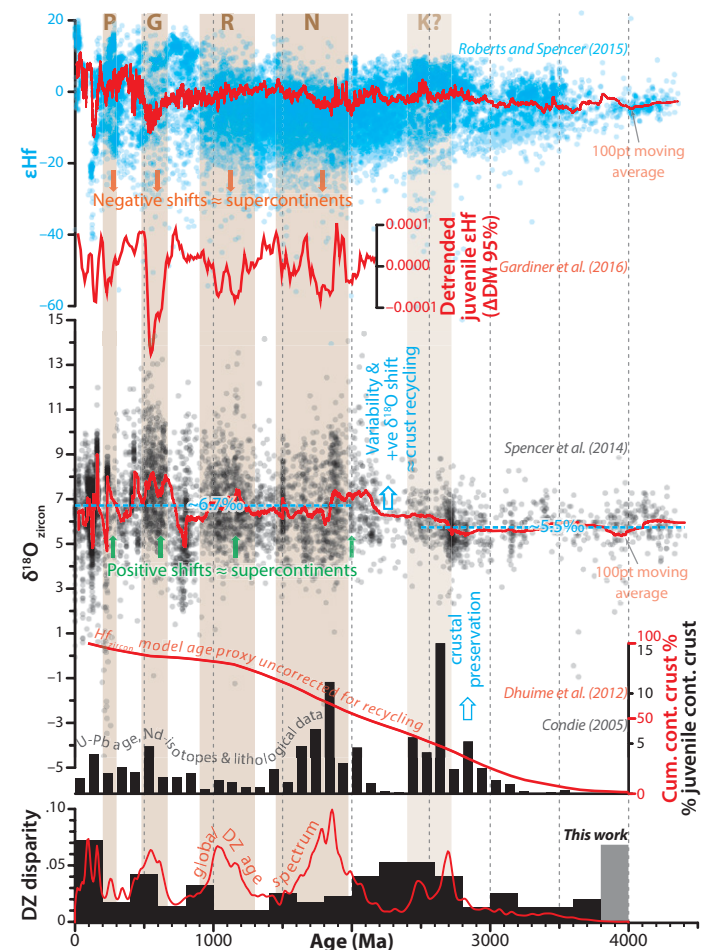 P G R N K?
20
0
−20
−40
−60
εHf
Roberts and Spencer (2015)
100pt moving
average
Negative shifts ≈ supercontinents
0.0001
0.0000
−0.0001
Detrended
juvenile εHf
(ΔDM 95%)
Gardiner et al. (2016)
15
13
11
9
7
5
3
1
−1
−3
−5
δ18O zircon
Variability &
+ve δ18O shift
≈ crust recycling
Spencer et al. (2014)
~6.7‰
~5.5‰
Positive shifts ≈ supercontinents
100pt moving
average
Hfzircon model age proxy uncorrected for recycling
U-Pb age, Nd-isotopes & lithological data
crustal
preservation
Dhuime et al. (2012)
Condie (2005)
100
50
0
Cum. cont. crust %
15
10
5
% juvenile cont. crust
.10
.05
0
DZ disparity
global DZ age
spectrum
This work
0 1000 3000 4000
Age (Ma)